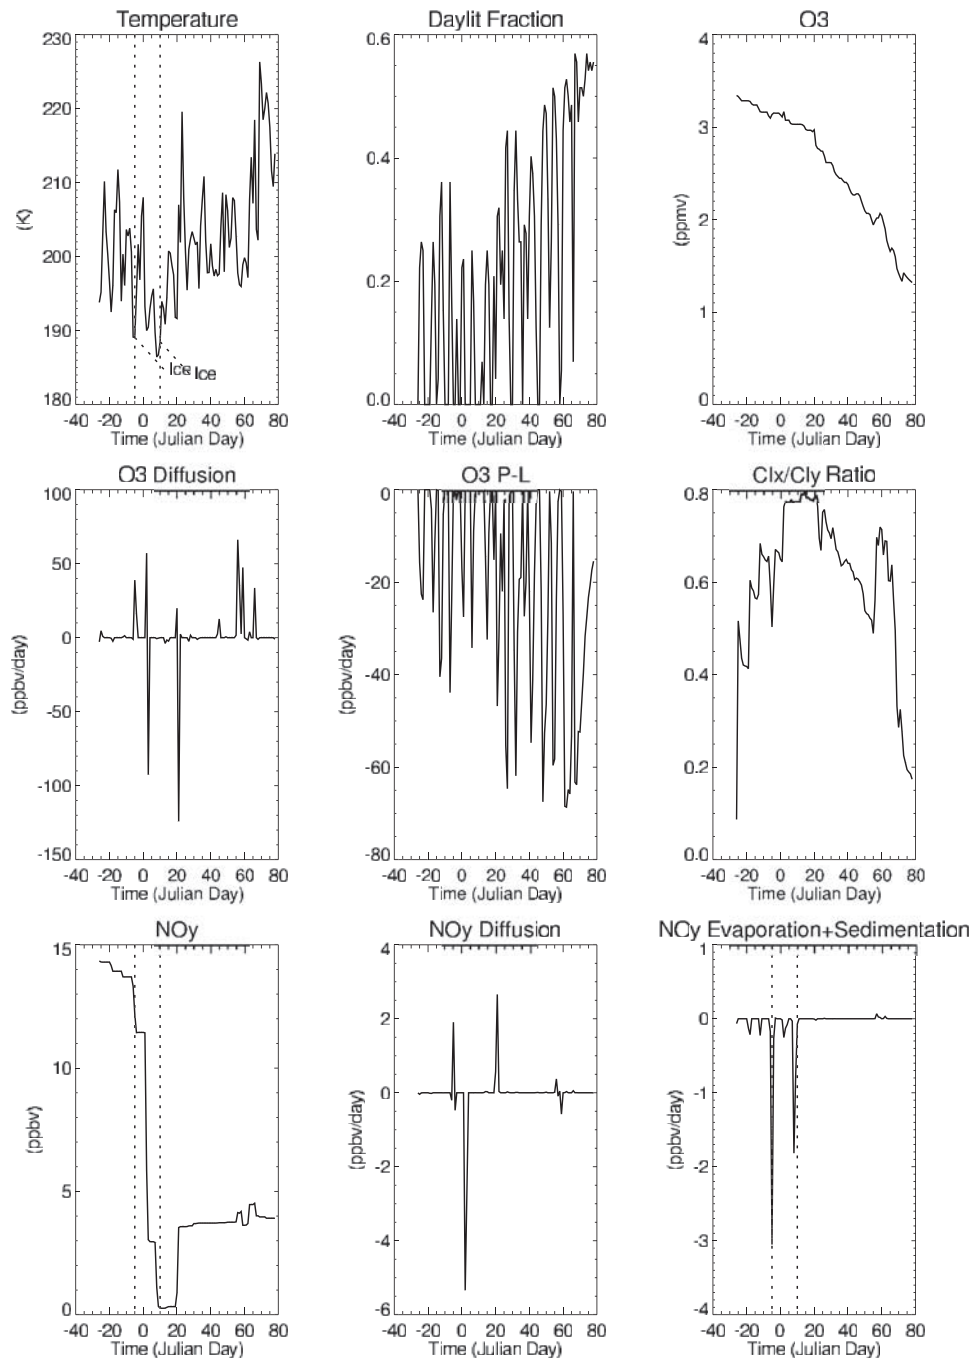 Temperature
230
220
210
200
190
180
(K)
Ice Ice
-40 -20 0 20 40 60 80
Time (Julian Day)
Daylit Fraction
0.6
0.4
0.2
0.0
-40 -20 0 20 40 60 80
Time (Julian Day)
O3
4
3
2
1
0
(ppmv)
-40 -20 0 20 40 60 80
Time (Julian Day)
O3 Diffusion
100
50
0
-50
-100
-150
(ppbv/day)
-40 -20 0 20 40 60 80
Time (Julian Day)
O3 P-L
0
-20
-40
-60
-80
(ppbv/day)
-40 -20 0 20 40 60 80
Time (Julian Day)
Clx/Cly Ratio
0.8
0.6
0.4
0.2
0.0
-40 -20 0 20 40 60 80
Time (Julian Day)
NOy
15
10
5
0
(ppbv)
-40 -20 0 20 40 60 80
Time (Julian Day)
NOy Diffusion
4
2
0
-2
-4
-6
(ppbv/day)
-40 -20 0 20 40 60 80
Time (Julian Day)
NOy Evaporation+Sedimentation
1
0
-1
-2
-3
-4
(ppbv/day)
-40 -20 0 20 40 60 80
Time (Julian Day)